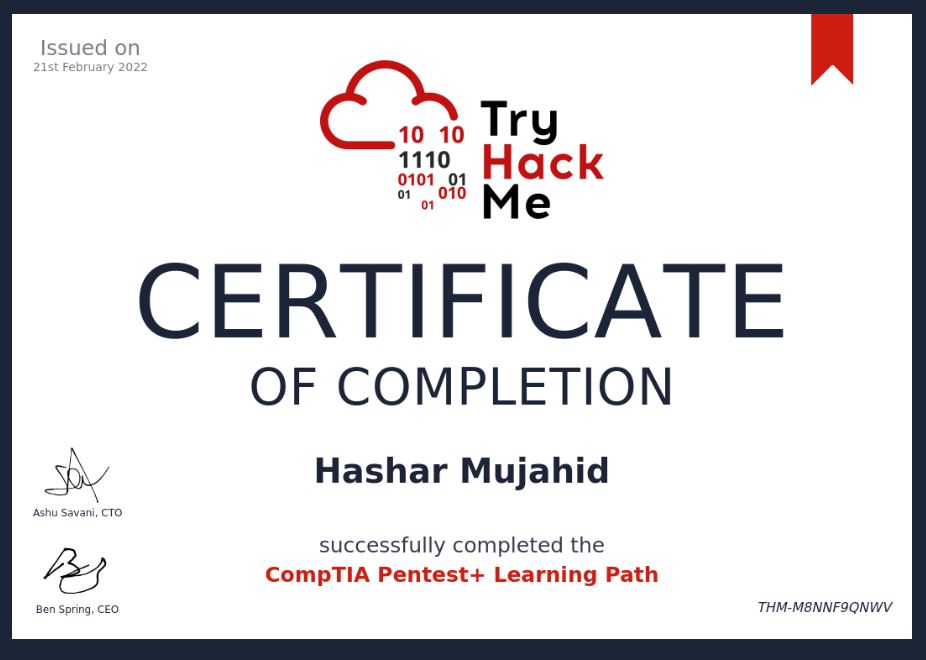 Issued on
21st February 2022
10 10
1110
0101 01
01 010
01
Try
Hack
Me
CERTIFICATE
OF COMPLETION
Hashar Mujahid
Ashu Savani, CTO
successfully completed the
CompTIA Pentest+ Learning Path
Ben Spring, CEO
THM-M8NNF9QNWV